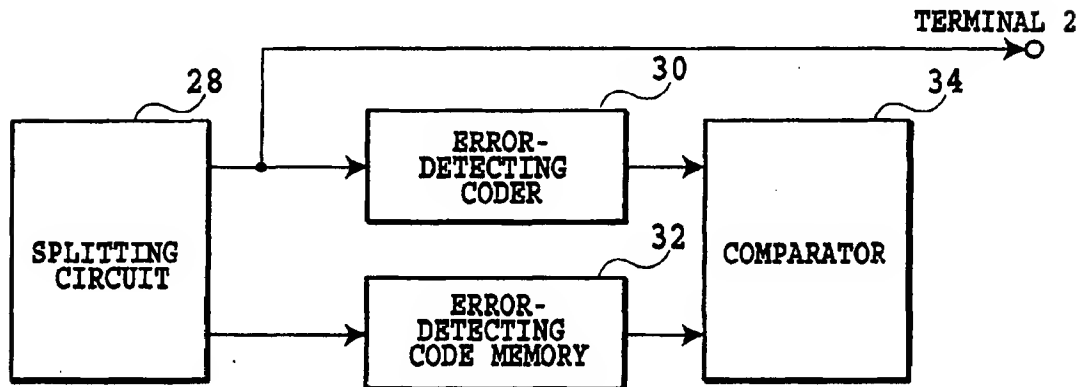 TERMINAL 2
28
30
34
ERROR-
DETECTING
CODER
SPLITTING
CIRCUIT
COMPARATOR
32
ERROR-
DETECTING
CODE MEMORY